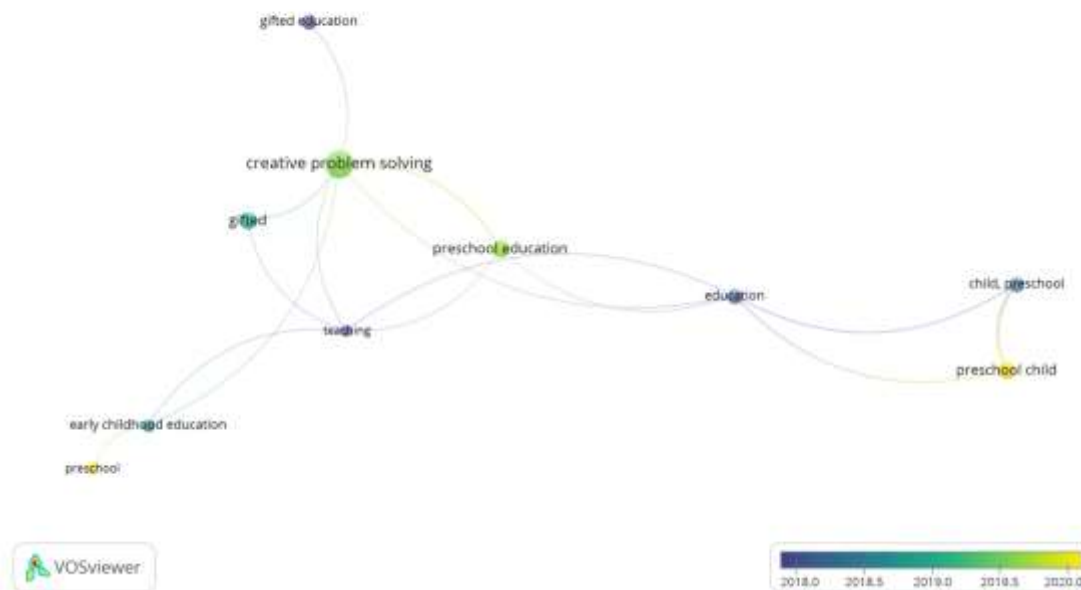 gifted education
creative problem solving
gifted
preschool education
child, preschool
education
teaching
preschool child
early childhood education
preschool
VOSviewer
2018.0 2018.5 2019.0 2019.5 2020.0